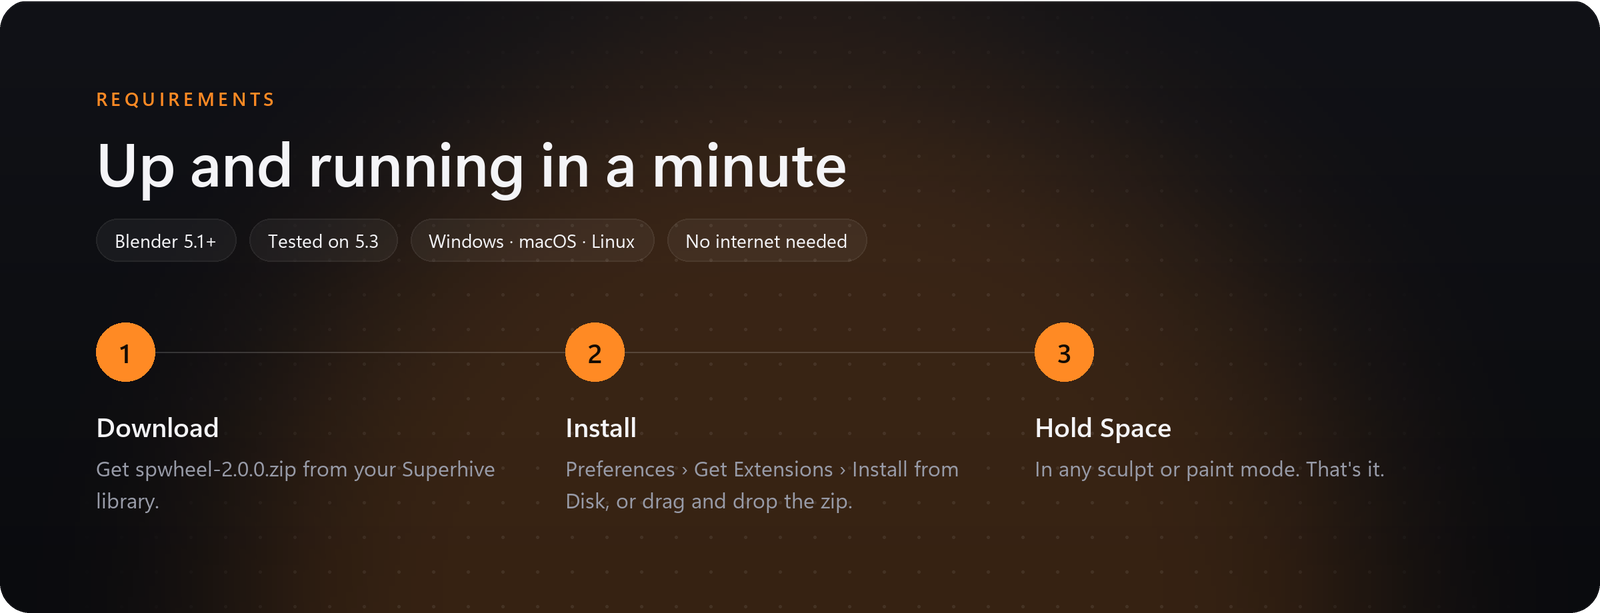 REQUIREMENTS
Up and running in a minute
Blender 5.1+
Tested on 5.3
Windows · macOS · Linux
No internet needed
1
2
3
Download
Get spwheel-2.0.0.zip from your Superhive
library.
Install
Preferences › Get Extensions › Install from
Disk, or drag and drop the zip.
Hold Space
In any sculpt or paint mode. That's it.